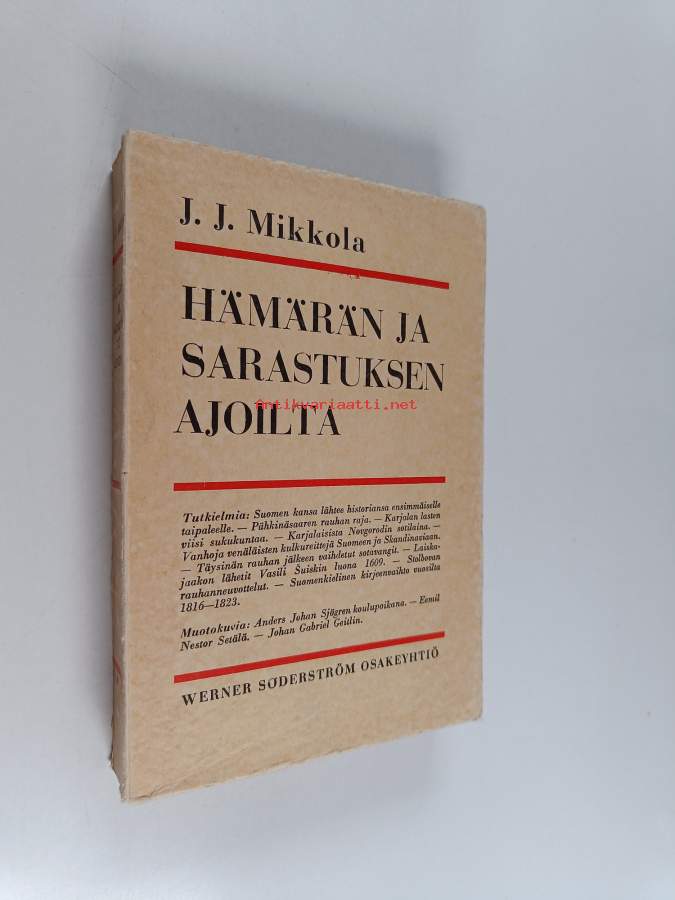 J. J. Mikkola
HÄMÄRÄN JA
SARASTUKSEN
antikvariaatti.net
AJOILTA
Tutkielmia: Suomen kansa lähtee historiansa ensimmäiselle
taipaleelle. — Pähkinäsaaren rauhan raja. — Karjalan lasten
viisi sukukuntaa. — Karjalaisista Novgorodin sotilaina. —
Vanhoja venäläisten kulkureittejä Suomeen ja Skandinaviaan.
— Täysinän rauhan jälkeen vaihdetut sotavangit. — Laiska-
jaakon lähetit Vasili Šuiskin luona 1609. — Stolbovan
rauhanneuvottelut. — Suomenkielinen kirjeenvaihto vuosilta
1816—1823.
Muotokuvia: Anders Johan Sjögren koulupoikana. — Eemil
Nestor Setälä. — Johan Gabriel Geitlin.
WERNER SÖDERSTRÖM OSAKEYHTIÖ